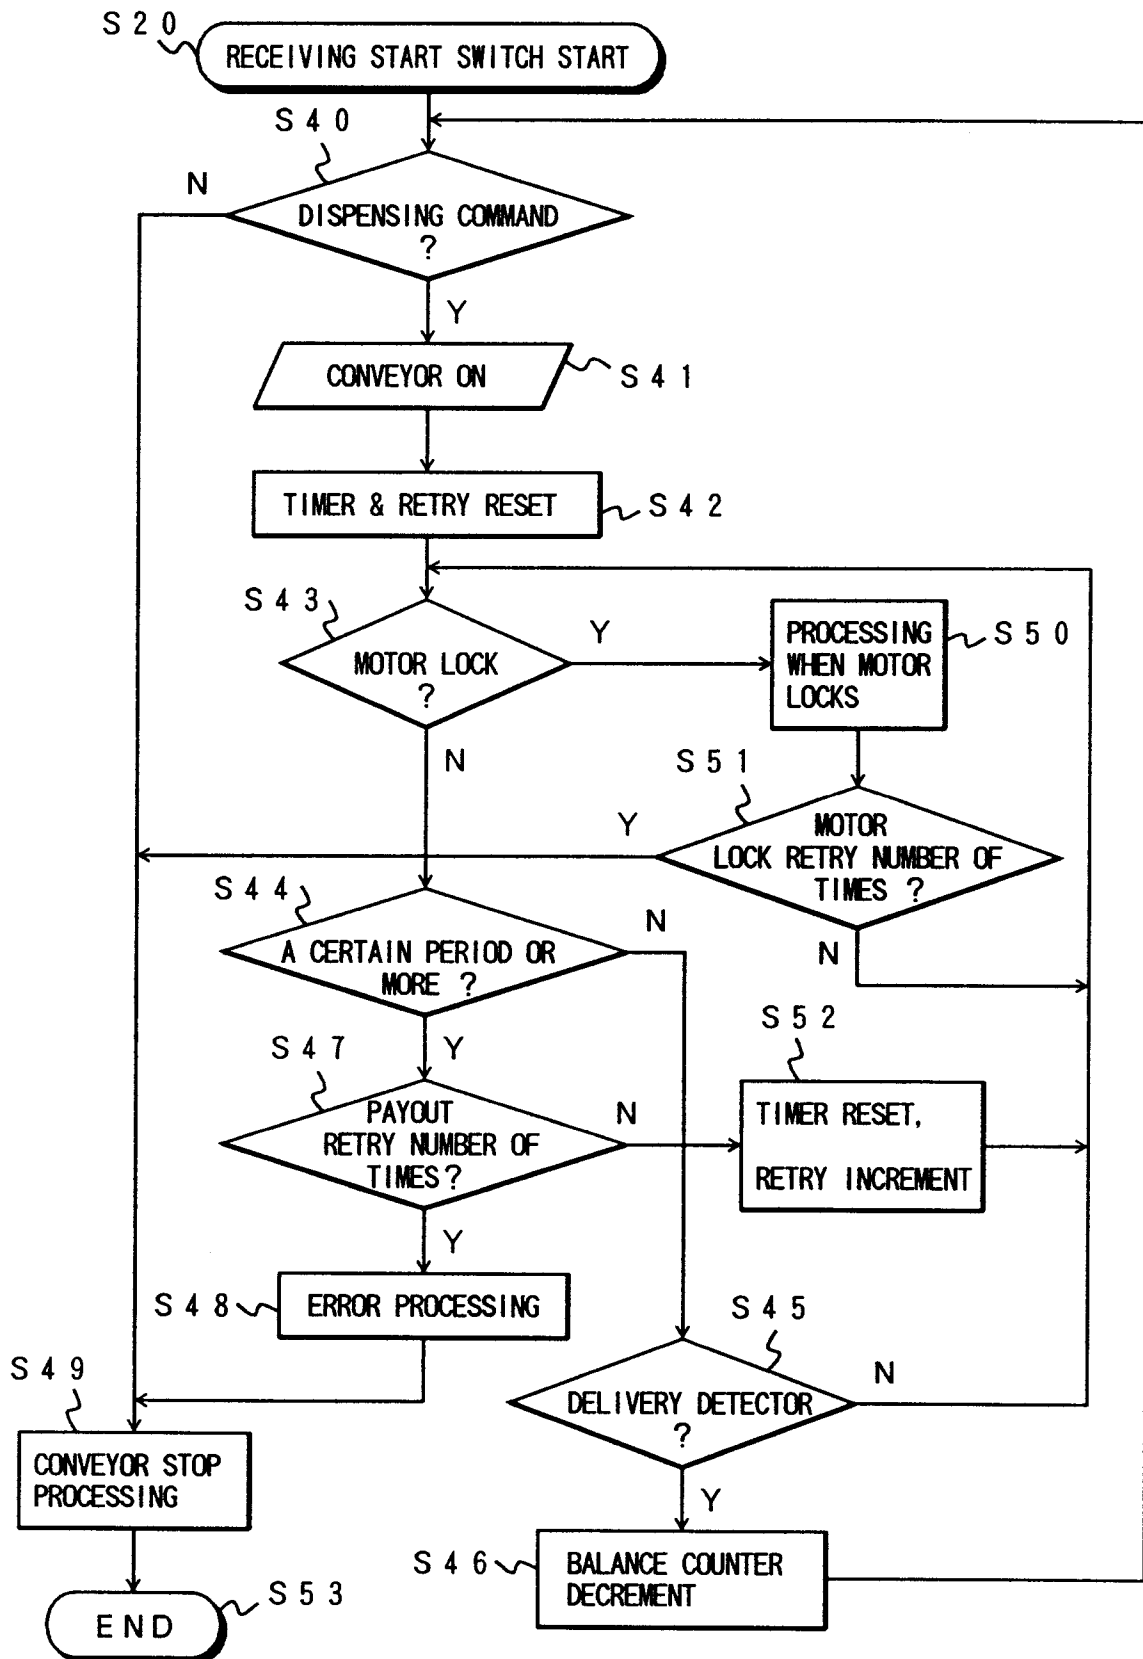 S20
RECEIVING START SWITCH START
S40
N
DISPENSING COMMAND
?
Y
CONVEYOR ON
S41
TIMER & RETRY RESET
S42
S43
MOTOR LOCK
?
Y
N
PROCESSING
WHEN MOTOR
LOCKS
S50
S51
MOTOR
LOCK RETRY NUMBER OF
TIMES ?
Y
N
S44
A CERTAIN PERIOD OR
MORE ?
N
Y
S47
PAYOUT
RETRY NUMBER OF
TIMES?
N
Y
S52
TIMER RESET,
RETRY INCREMENT
S48
ERROR PROCESSING
S45
DELIVERY DETECTOR
?
N
Y
S49
CONVEYOR STOP
PROCESSING
S46
BALANCE COUNTER
DECREMENT
END
S53